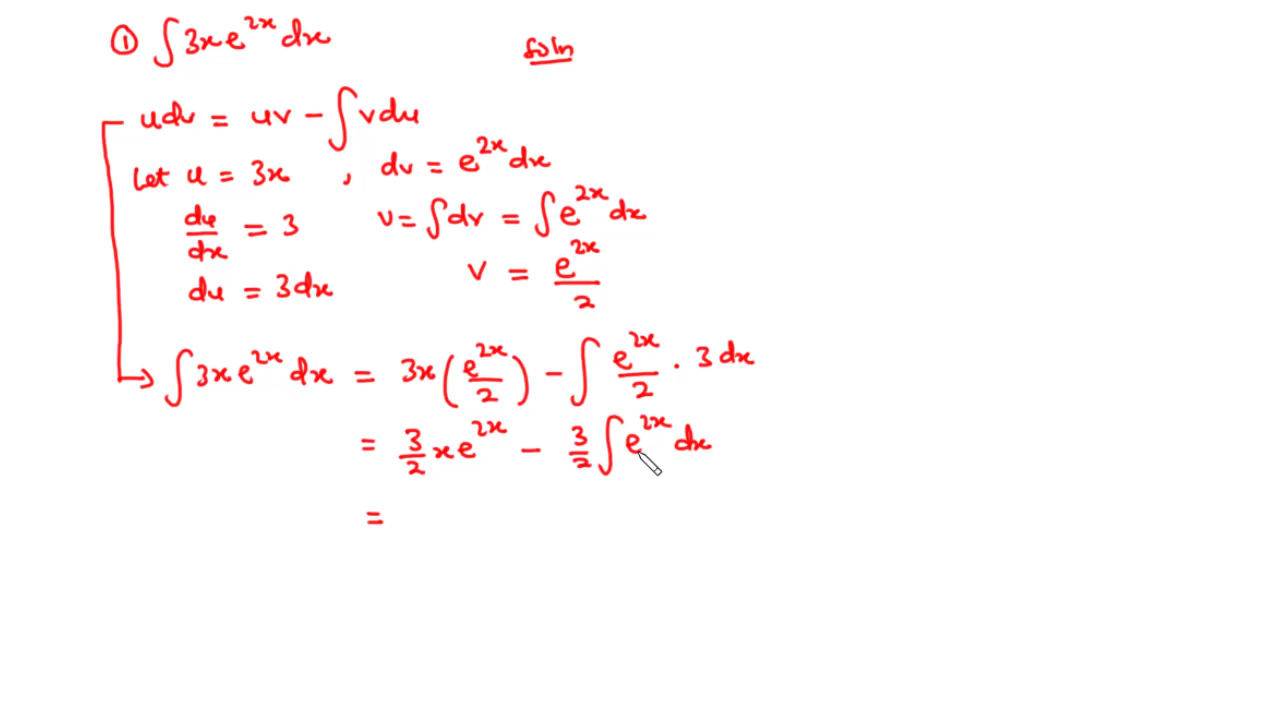 ① ∫3xe^{2x}dx
soln
udv = uv - ∫vdu
Let u = 3x , dv = e^{2x}dx
du/dx = 3 v = ∫dv = ∫e^{2x}dx
du = 3dx v = e^{2x}/2
∫3xe^{2x}dx = 3x(e^{2x}/2) - ∫e^{2x}/2 . 3dx
= 3/2 xe^{2x} - 3/2 ∫e^{2x}dx
=